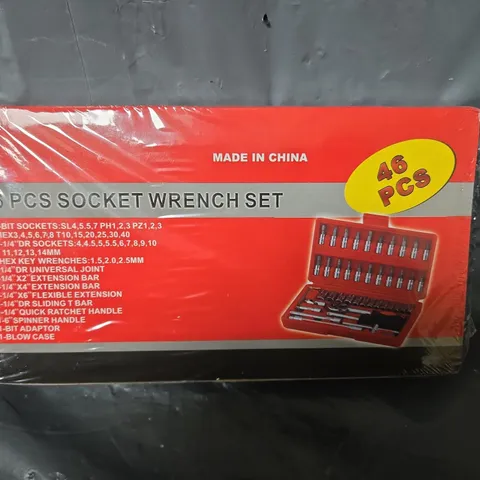 MADE IN CHINA
46
PCS
PCS SOCKET WRENCH SET
-BIT SOCKETS:SL4,5.5,7 PH1,2,3 PZ1,2,3
HEX3,4,5,6,7,8 T10,15,20,25,30,40
-1/4"DR SOCKETS:4,4.5,5,5.5,6,7,8,9,10
11,12,13,14MM
HEX KEY WRENCHES:1.5,2.0,2.5MM
1/4"DR UNIVERSAL JOINT
-1/4"X2"EXTENSION BAR
-1/4"X4"EXTENSION BAR
-1/4"X6"FLEXIBLE EXTENSION
-1/4"DR SLIDING T BAR
-1/4"QUICK RATCHET HANDLE
-6"SPINNER HANDLE
-BIT ADAPTOR
1-BLOW CASE